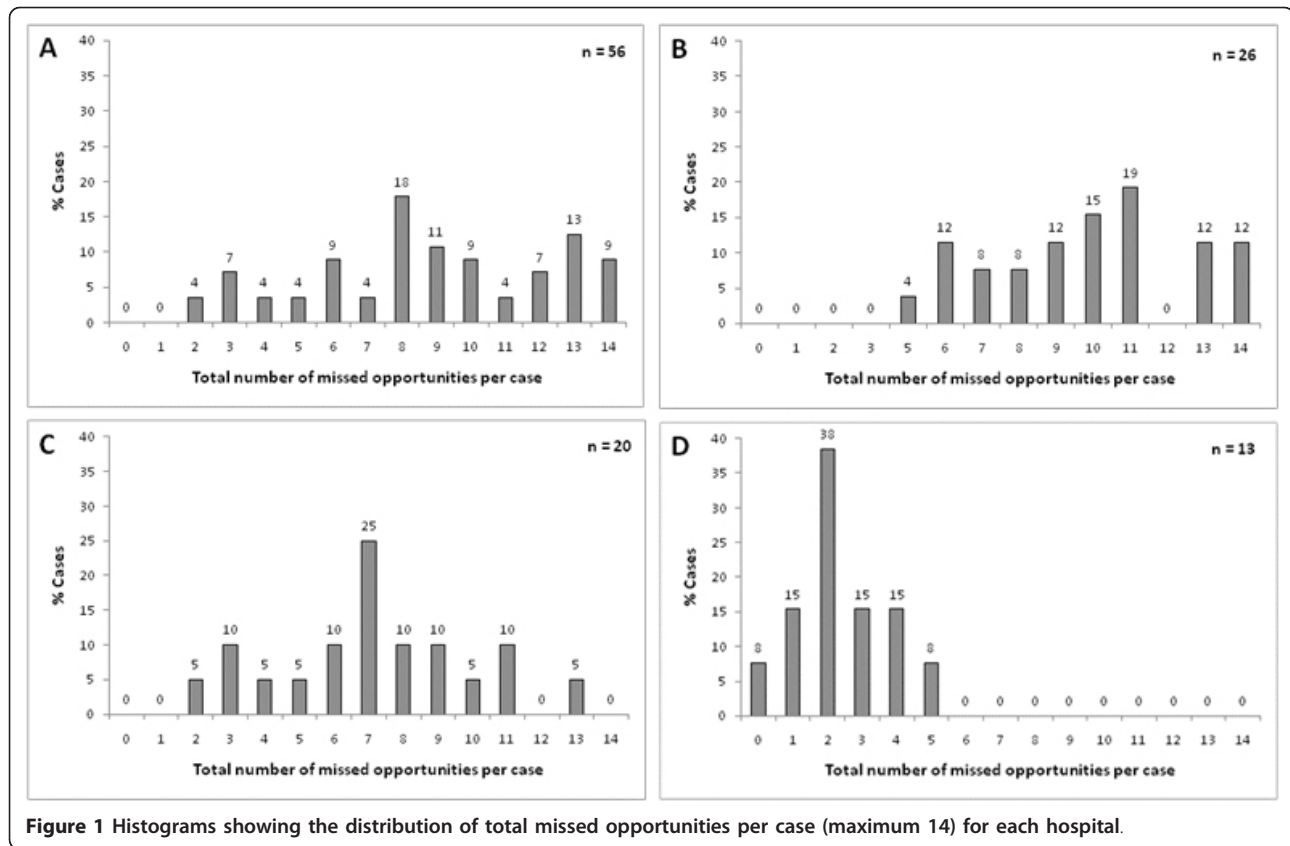 A
n = 56
40
35
30
25
20
15
10
5
0
% Cases
0 0 4 7 4 4 9 4 18 11 9 4 7 13 9
0 1 2 3 4 5 6 7 8 9 10 11 12 13 14
Total number of missed opportunities per case
B
n = 26
40
35
30
25
20
15
10
5
0
% Cases
0 0 0 0 4 12 8 8 12 15 19 0 12 12
0 1 2 3 5 6 7 8 9 10 11 12 13 14
Total number of missed opportunities per case
C
n = 20
40
35
30
25
20
15
10
5
0
% Cases
0 0 5 10 5 5 10 25 10 10 5 10 0 5 0
0 1 2 3 4 5 6 7 8 9 10 11 12 13 14
Total number of missed opportunities per case
D
n = 13
40
35
30
25
20
15
10
5
0
% Cases
8 15 38 15 15 8 0 0 0 0 0 0 0 0 0
0 1 2 3 4 5 6 7 8 9 10 11 12 13 14
Total number of missed opportunities per case
Figure 1 Histograms showing the distribution of total missed opportunities per case (maximum 14) for each hospital.